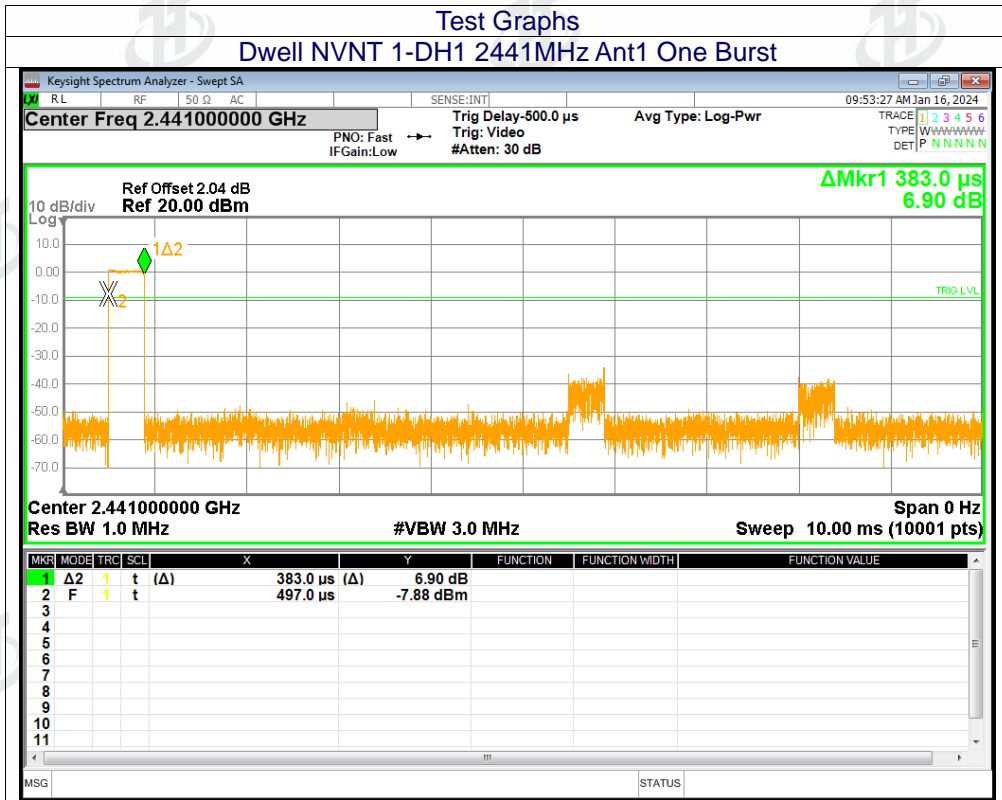 Test Graphs
Dwell NVNT 1-DH1 2441MHz Ant1 One Burst
Keysight Spectrum Analyzer - Swept SA
LXI RL RF 50 Ω AC SENSE:INT 09:53:27 AM Jan 16, 2024
Center Freq 2.441000000 GHz Trig Delay-500.0 µs Avg Type: Log-Pwr TRACE 1 2 3 4 5 6
PNO: Fast Trig: Video TYPE WWWWWW
IFGain:Low #Atten: 30 dB DET P N N N N N
ΔMkr1 383.0 µs
6.90 dB
Ref Offset 2.04 dB
10 dB/div Ref 20.00 dBm
Log
10.0
0.00
-10.0
-20.0
-30.0
-40.0
-50.0
-60.0
-70.0
1Δ2
2
TRIG LVL
Center 2.441000000 GHz Span 0 Hz
Res BW 1.0 MHz #VBW 3.0 MHz Sweep 10.00 ms (10001 pts)
MKR MODE TRC SCL X Y FUNCTION FUNCTION WIDTH FUNCTION VALUE
1 Δ2 1 t (Δ) 383.0 µs (Δ) 6.90 dB
2 F 1 t 497.0 µs -7.88 dBm
3
4
5
6
7
8
9
10
11
MSG STATUS